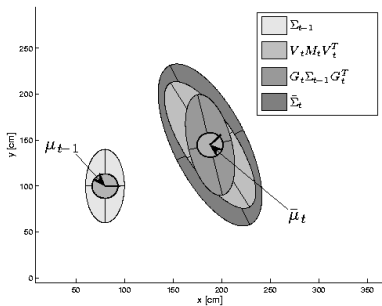 Σ_{t−1}
V_t M_t V_t^T
G_t Σ_{t−1} G_t^T
Σ̄_t
μ_{t−1}
μ̄_t
y [cm]
250
200
150
100
50
0
50 100 150 200 250 300 350
x [cm]